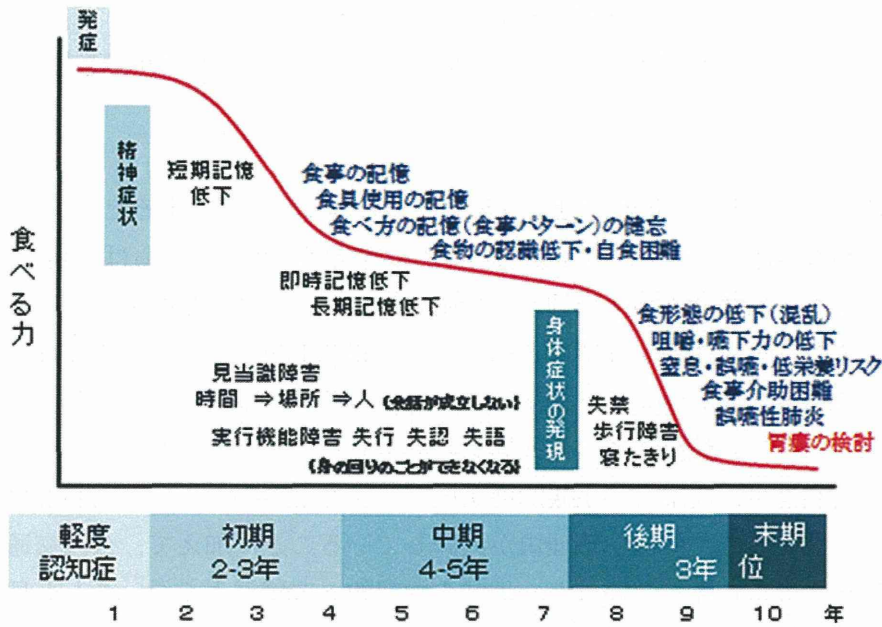 発症
食べる力
精神症状
短期記憶
低下
食事の記憶
食具使用の記憶
食べ方の記憶(食事パターン)の健忘
食物の認識低下・自食困難
即時記憶低下
長期記憶低下
見当識障害
時間 ⇒場所 ⇒人 (会話が成立しない)
実行機能障害 失行 失認 失語
(身の回りのことができなくなる)
身体症状の発現
失禁
歩行障害
寝たきり
食形態の低下(混乱)
咀嚼・嚥下力の低下
窒息・誤嚥・低栄養リスク
食事介助困難
誤嚥性肺炎
胃瘻の検討
軽度
認知症
初期
2-3年
中期
4-5年
後期
3年
末期
位
1 2 3 4 5 6 7 8 9 10 年